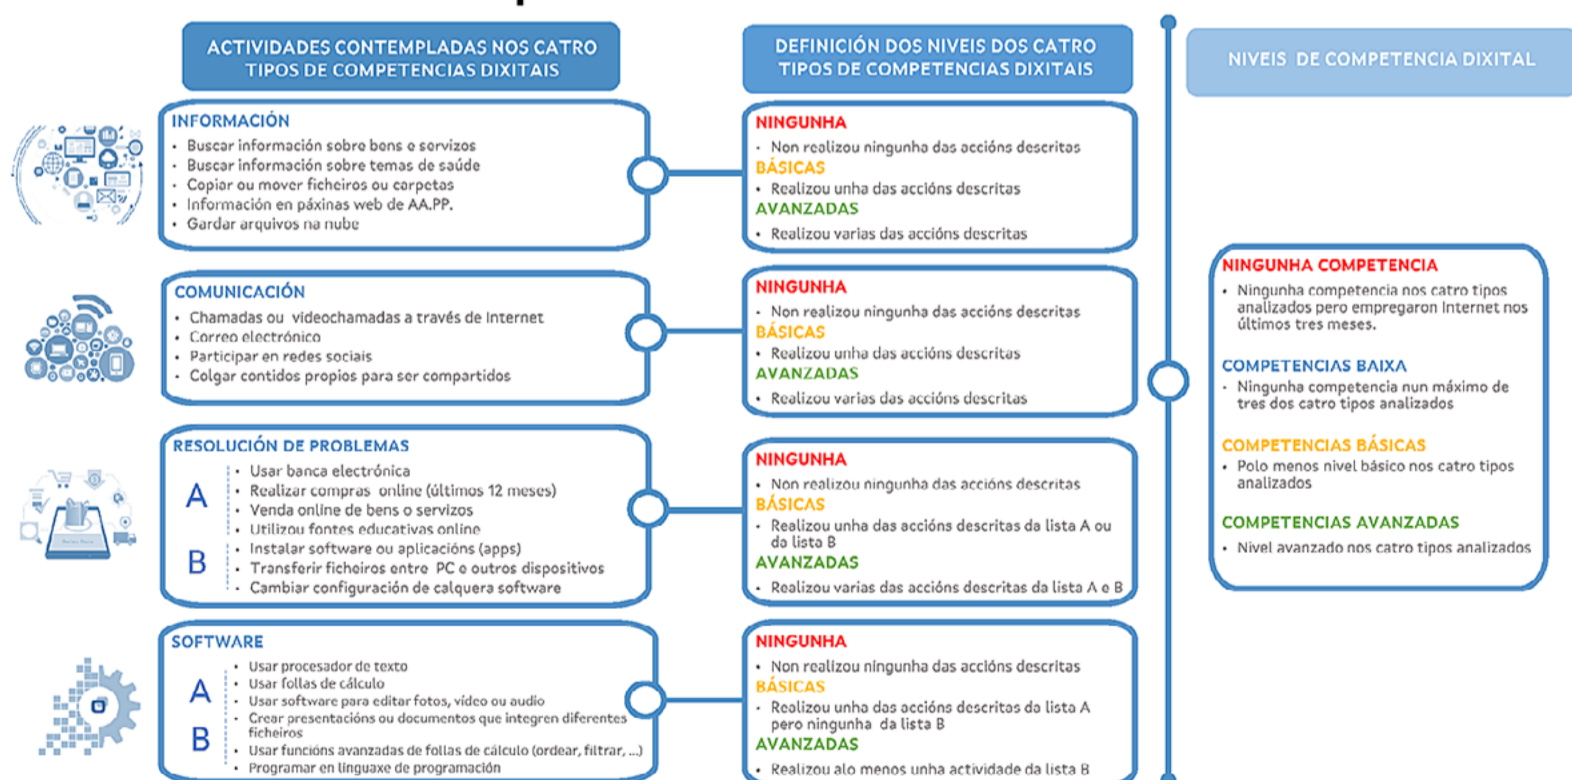 ACTIVIDADES CONTEMPLADAS NOS CATRO
TIPOS DE COMPETENCIAS DIXITAIS
DEFINICIÓN DOS NIVEIS DOS CATRO
TIPOS DE COMPETENCIAS DIXITAIS
NIVEIS DE COMPETENCIA DIXITAL
INFORMACIÓN
• Buscar información sobre bens e servizos
• Buscar información sobre temas de saúde
• Copiar ou mover ficheiros ou carpetas
• Información en páxinas web de AA.PP.
• Gardar arquivos na nube
NINGUNHA
• Non realizou ningunha das accións descritas
BÁSICAS
• Realizou unha das accións descritas
AVANZADAS
• Realizou varias das accións descritas
COMUNICACIÓN
• Chamadas ou videochamadas a través de Internet
• Correo electrónico
• Participar en redes sociais
• Colgar contidos propios para ser compartidos
NINGUNHA
• Non realizou ningunha das accións descritas
BÁSICAS
• Realizou unha das accións descritas
AVANZADAS
• Realizou varias das accións descritas
RESOLUCIÓN DE PROBLEMAS
A
• Usar banca electrónica
• Realizar compras online (últimos 12 meses)
• Venda online de bens o servizos
• Utilizou fontes educativas online
B
• Instalar software ou aplicacións (apps)
• Transferir ficheiros entre PC e outros dispositivos
• Cambiar configuración de calquera software
NINGUNHA
• Non realizou ningunha das accións descritas
BÁSICAS
• Realizou unha das accións descritas da lista A ou
da lista B
AVANZADAS
• Realizou varias das accións descritas da lista A e B
SOFTWARE
A
• Usar procesador de texto
• Usar follas de cálculo
• Usar software para editar fotos, vídeo ou audio
B
• Crear presentacións ou documentos que integren diferentes
ficheiros
• Usar funcións avanzadas de follas de cálculo (ordear, filtrar, ...)
• Programar en linguaxe de programación
NINGUNHA
• Non realizou ningunha das accións descritas
BÁSICAS
• Realizou unha das accións descritas da lista A
pero ningunha da lista B
AVANZADAS
• Realizou alo menos unha actividade da lista B
NINGUNHA COMPETENCIA
• Ningunha competencia nos catro tipos
analizados pero empregaron Internet nos
últimos tres meses.
COMPETENCIAS BAIXA
• Ningunha competencia nun máximo de
tres dos catro tipos analizados
COMPETENCIAS BÁSICAS
• Polo menos nivel básico nos catro tipos
analizados
COMPETENCIAS AVANZADAS
• Nivel avanzado nos catro tipos analizados